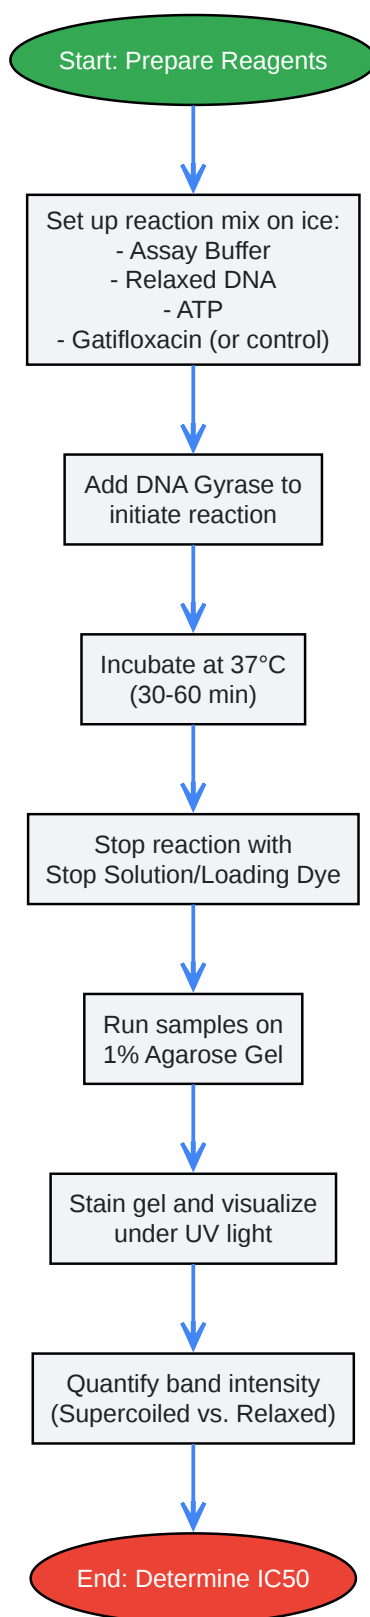 Start: Prepare Reagents
Set up reaction mix on ice:
- Assay Buffer
- Relaxed DNA
- ATP
- Gatifloxacin (or control)
Add DNA Gyrase to
initiate reaction
Incubate at 37°C
(30-60 min)
Stop reaction with
Stop Solution/Loading Dye
Run samples on
1% Agarose Gel
Stain gel and visualize
under UV light
Quantify band intensity
(Supercoiled vs. Relaxed)
End: Determine IC50